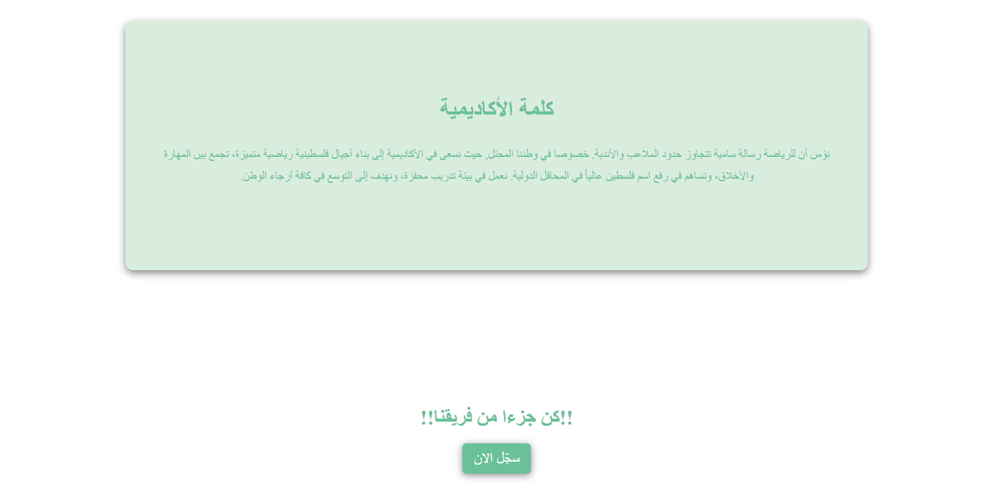 كلمة الأكاديمية
نؤمن أن للرياضة رسالة سامية تتجاوز حدود الملاعب والأندية. خصوصا في وطننا المحتل, حيث نسعى في الأكاديمية إلى بناء أجيال فلسطينية رياضية متميزة، تجمع بين المهارة
والأخلاق، وتساهم في رفع اسم فلسطين عالياً في المحافل الدولية. نعمل في بيئة تدريب محفزة، ونهدف إلى التوسع في كافة أرجاء الوطن.
!!كن جزءا من فريقنا!!
سجّل الان